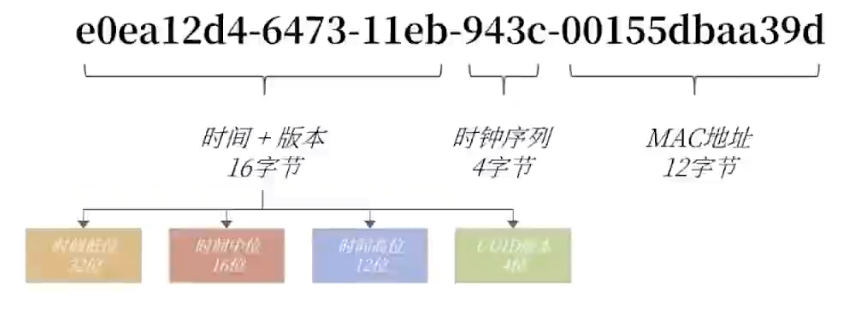 e0ea12d4-6473-11eb-943c-00155dbaa39d
时间 + 版本
16字节
时钟序列
4字节
MAC地址
12字节
时间低位
32位
时间中位
16位
时间高位
12位
UUID版本
4位